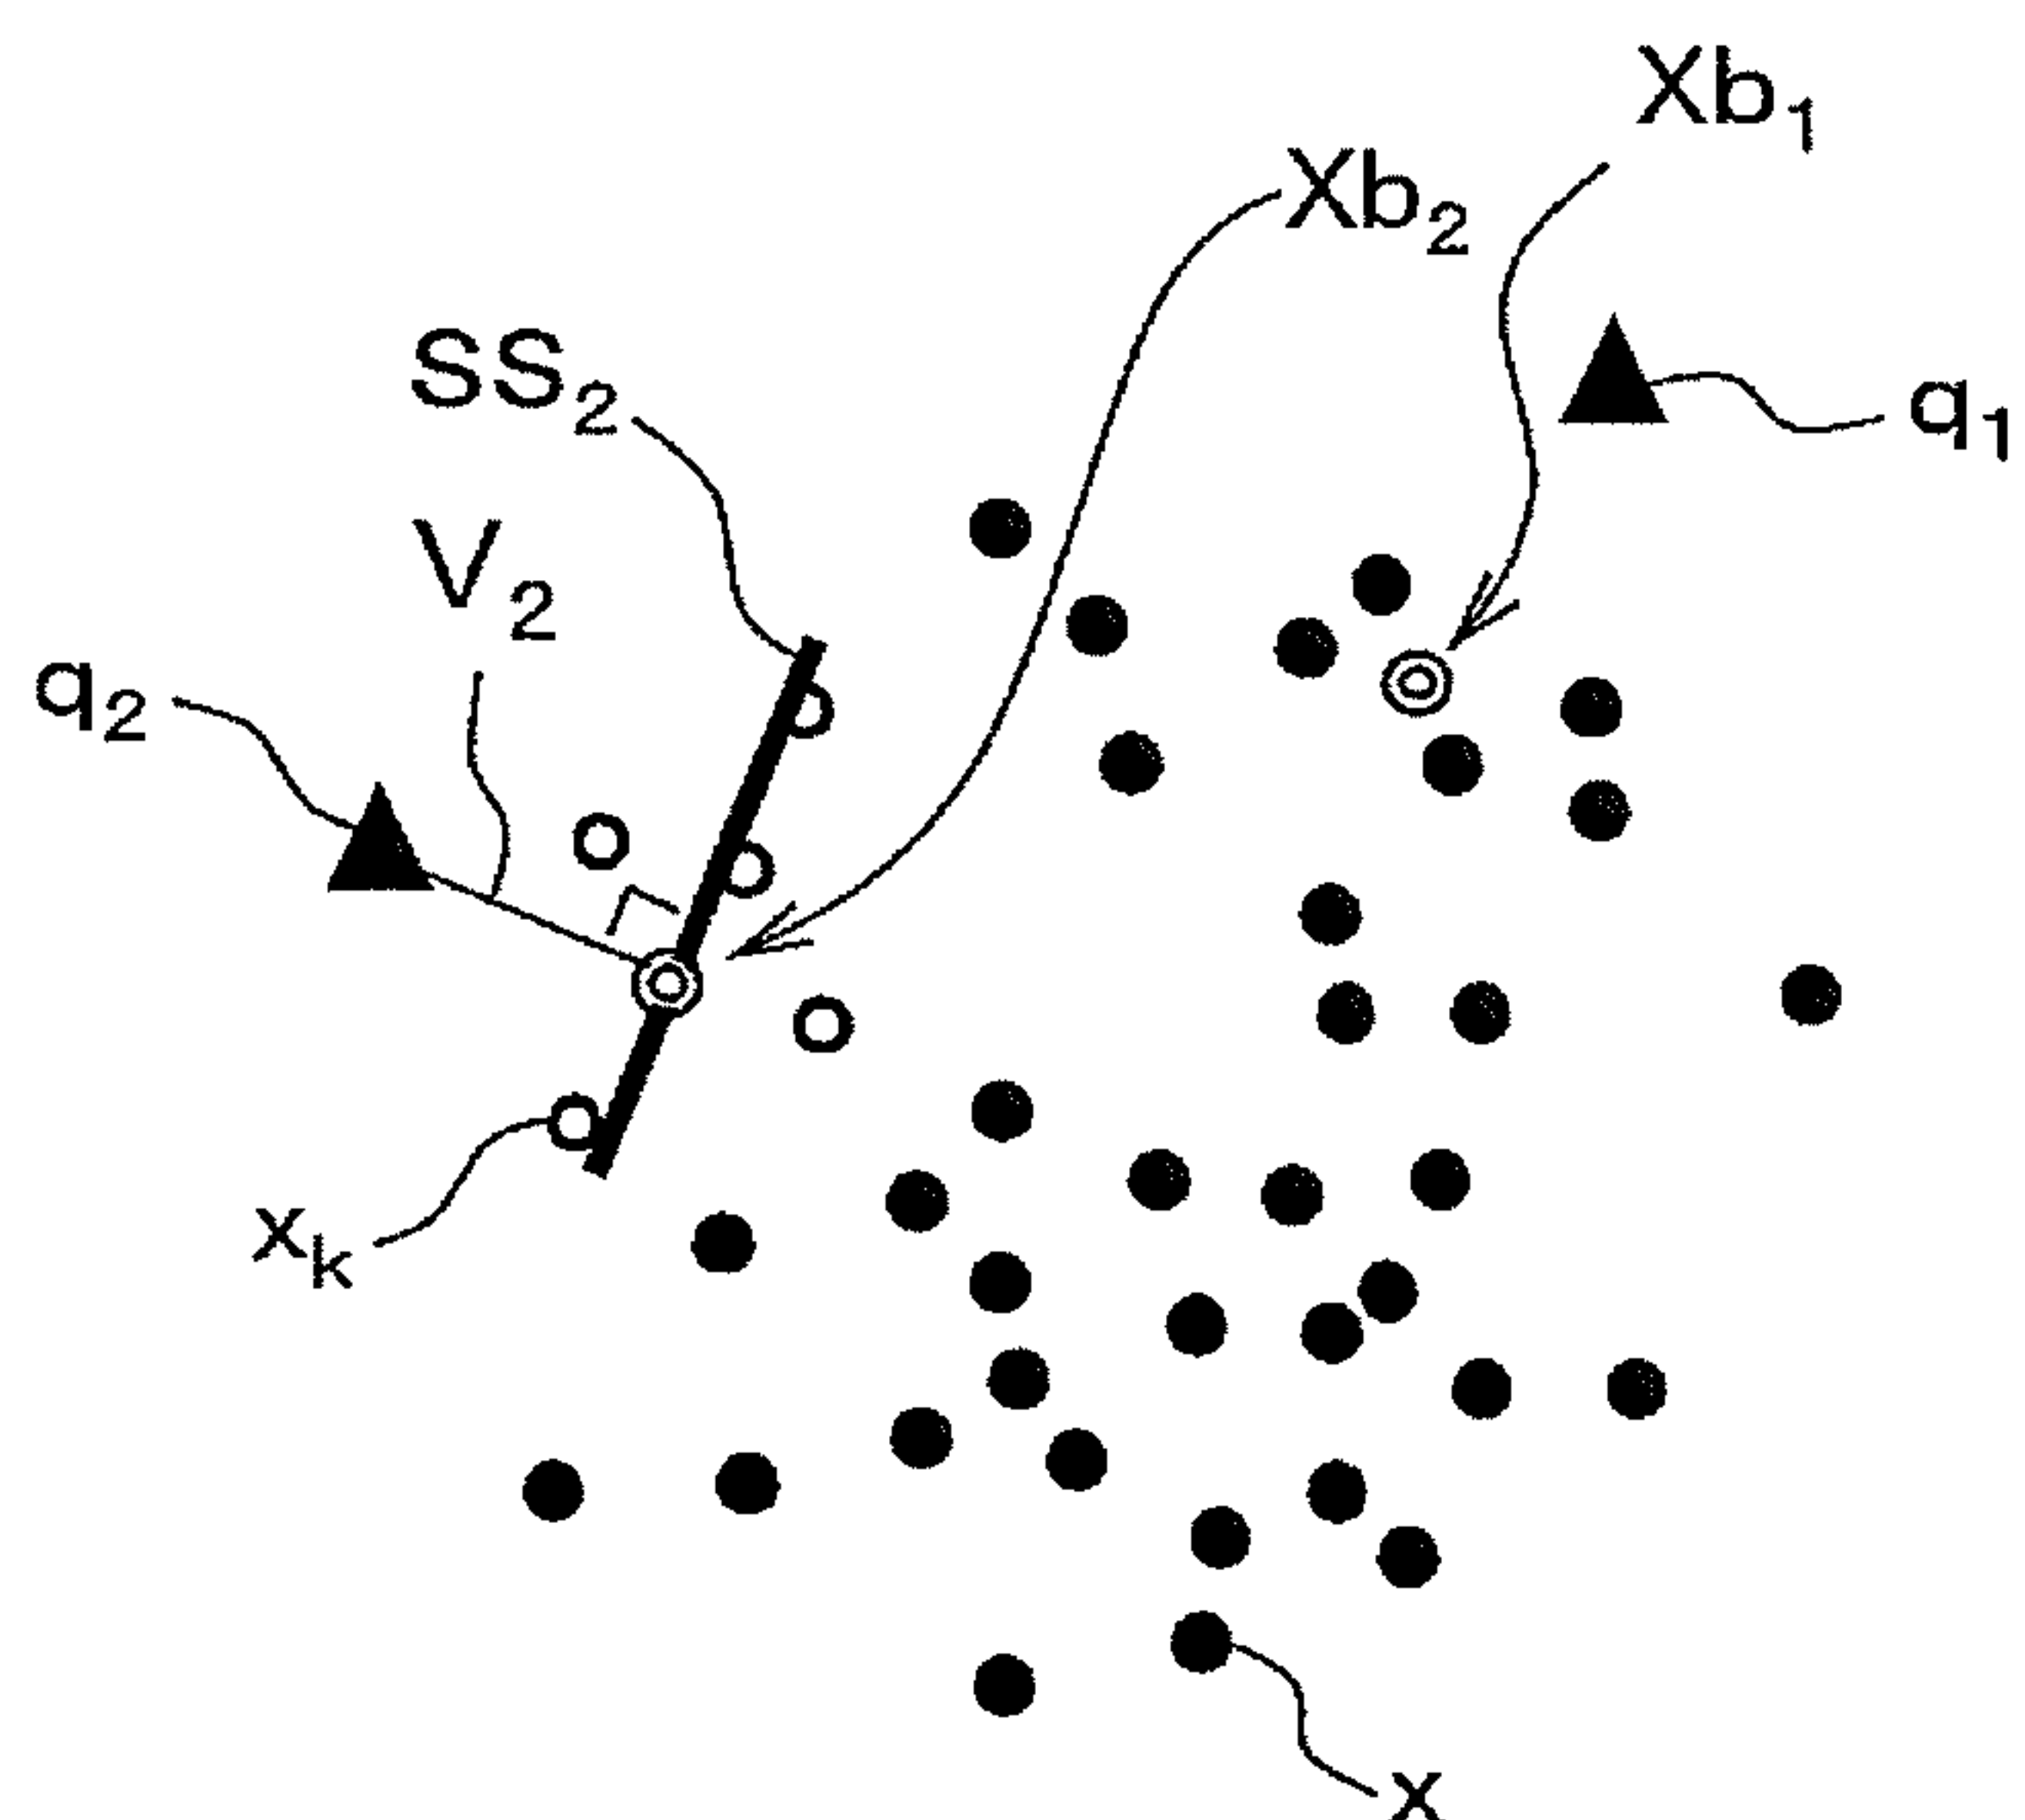 Xb₁
Xb₂
SS₂
q₁
V₂
q₂
xₖ
x